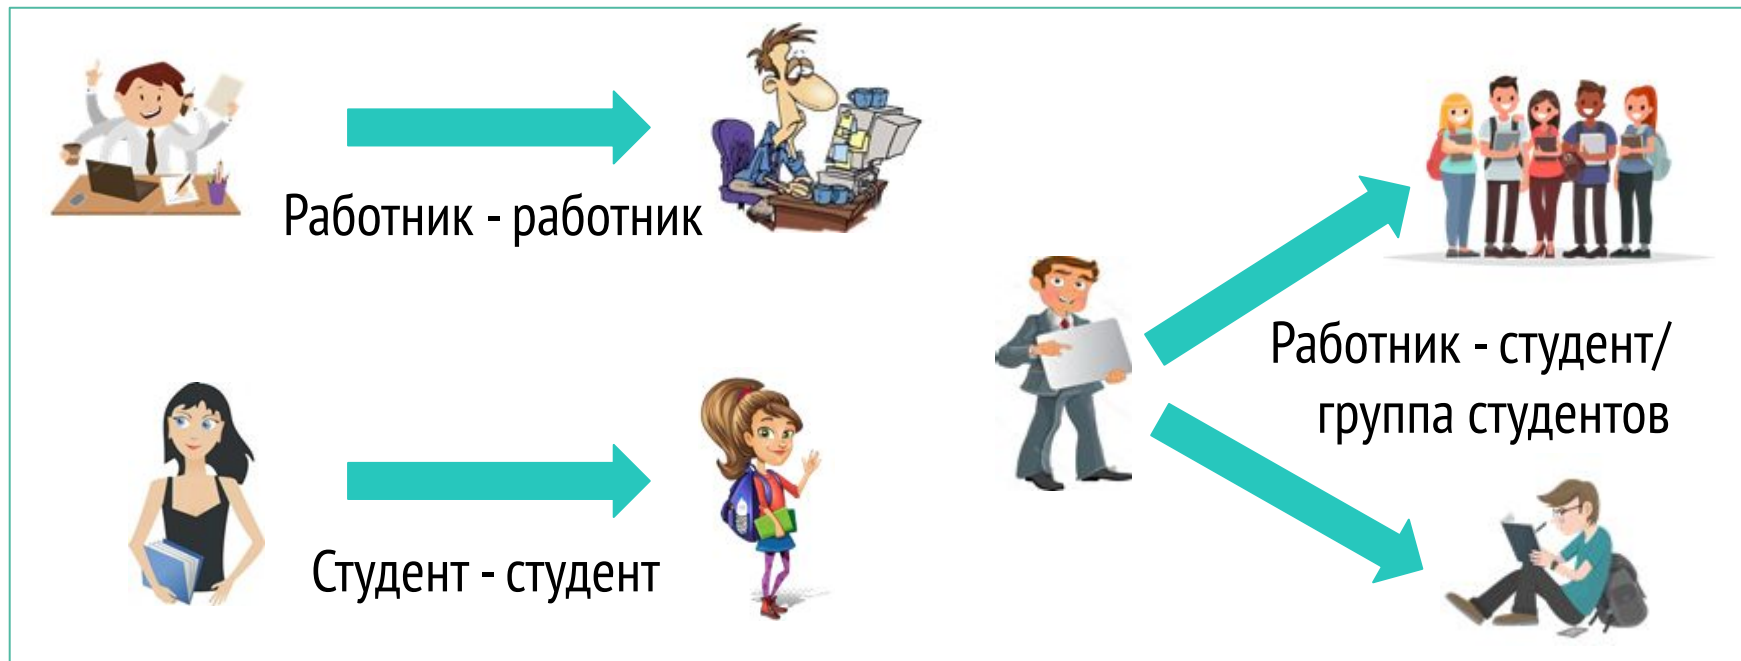 Работник - работник
Студент - студент
Работник - студент/
группа студентов